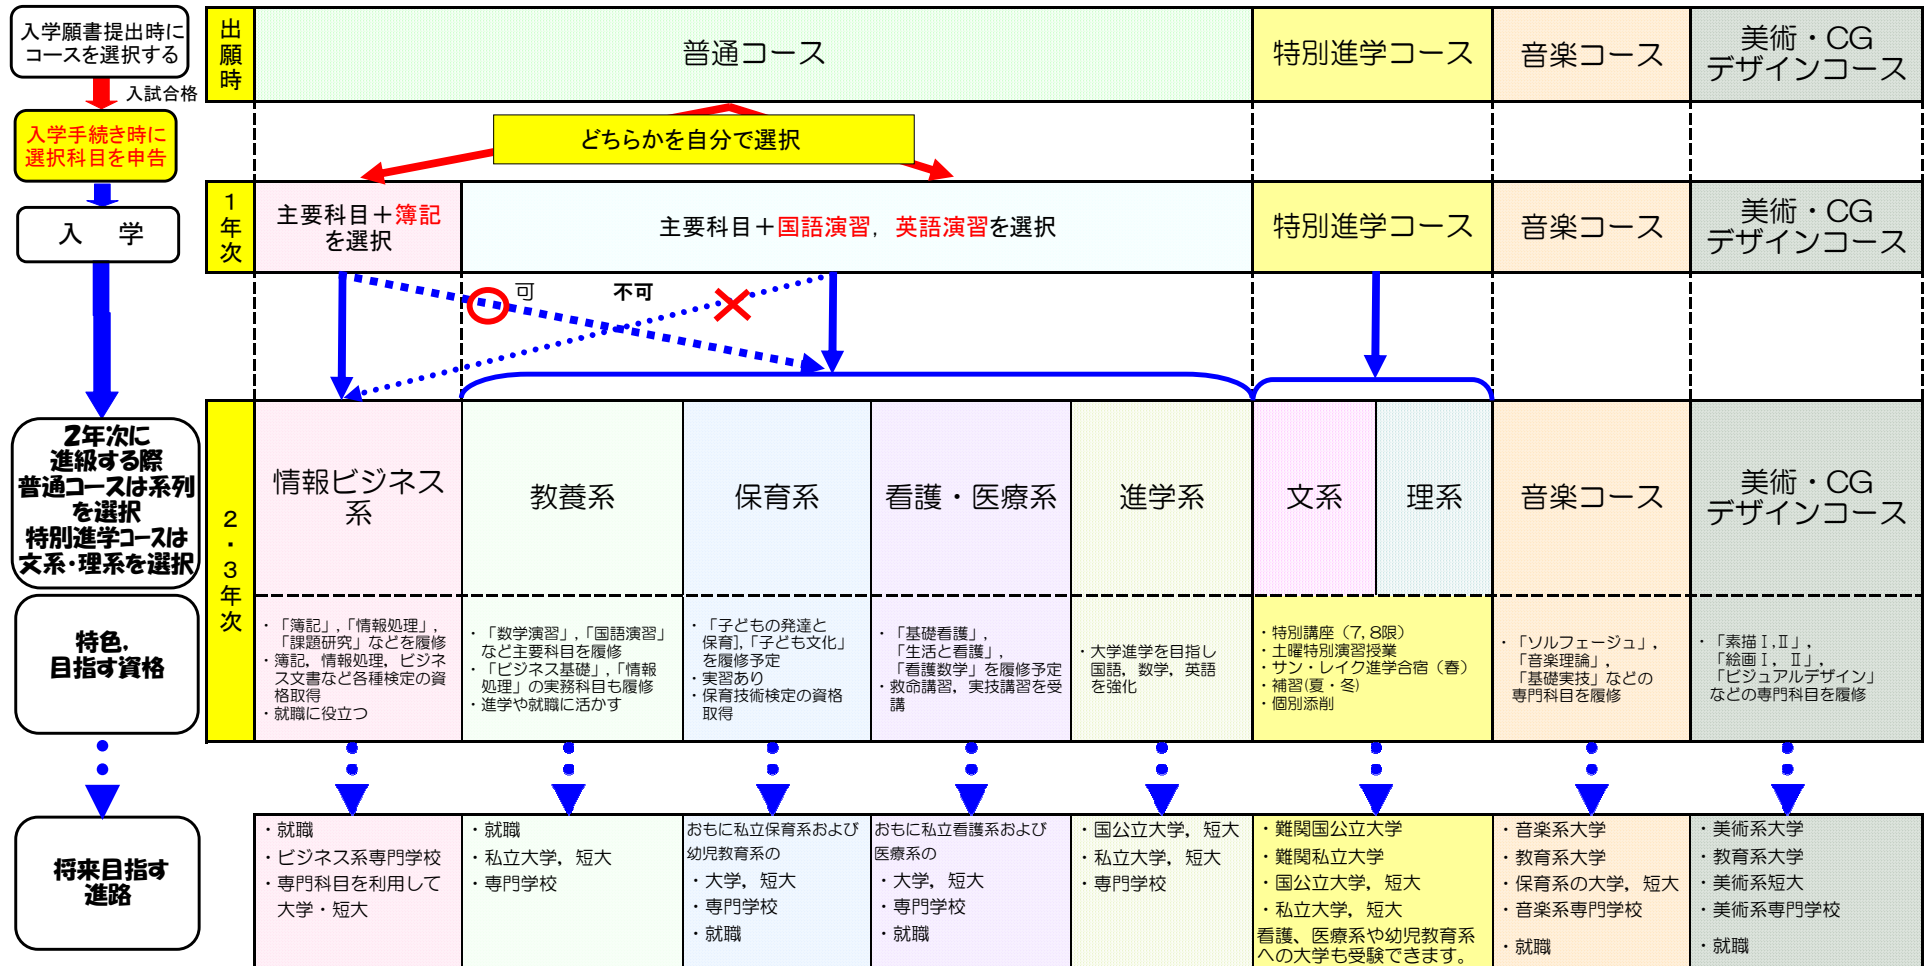 入学願書提出時に
コースを選択する
入試合格
入学手続き時に
選択科目を申告
入　学
2年次に
進級する際
普通コースは系列
を選択
特別進学コースは
文系・理系を選択
特色，
目指す資格
将来目指す
進路
出願時
普通コース
特別進学コース
音楽コース
美術・CG
デザインコース
どちらかを自分で選択
1年次
主要科目＋簿記
を選択
主要科目＋国語演習，英語演習を選択
特別進学コース
音楽コース
美術・CG
デザインコース
可
不可
2・3年次
情報ビジネス
系
教養系
保育系
看護・医療系
進学系
文系
理系
音楽コース
美術・CG
デザインコース
・「簿記」，「情報処理」，
「課題研究」などを履修
・簿記，情報処理，ビジネ
ス文書など各種検定の資
格取得
・就職に役立つ
・「数学演習」，「国語演習」
など主要科目を履修
・「ビジネス基礎」，「情報
処理」の実務科目も履修
・進学や就職に活かす
・「子どもの発達と
保育］，「子ども文化」
を履修予定
・実習あり
・保育技術検定の資格
取得
・「基礎看護」，
「生活と看護」，
「看護数学」を履修予定
・救命講習，実技講習を受
講
・大学進学を目指し
国語，数学，英語
を強化
・特別講座（7，8限）
・土曜特別演習授業
・サン・レイク進学合宿（春）
・補習(夏・冬)
・個別添削
・「ソルフェージュ」，
「音楽理論」，
「基礎実技」などの
専門科目を履修
・「素描Ⅰ，Ⅱ」，
「絵画Ⅰ，Ⅱ」，
「ビジュアルデザイン」
などの専門科目を履修
・就職
・ビジネス系専門学校
・専門科目を利用して
大学・短大
・就職
・私立大学，短大
・専門学校
おもに私立保育系および
幼児教育系の
・大学，短大
・専門学校
・就職
おもに私立看護系および
医療系の
・大学，短大
・専門学校
・就職
・国公立大学，短大
・私立大学，短大
・専門学校
・難関国公立大学
・難関私立大学
・国公立大学，短大
・私立大学，短大
看護、医療系や幼児教育系
への大学も受験できます。
・音楽系大学
・教育系大学
・保育系の大学，短大
・音楽系専門学校
・就職
・美術系大学
・教育系大学
・美術系短大
・美術系専門学校
・就職